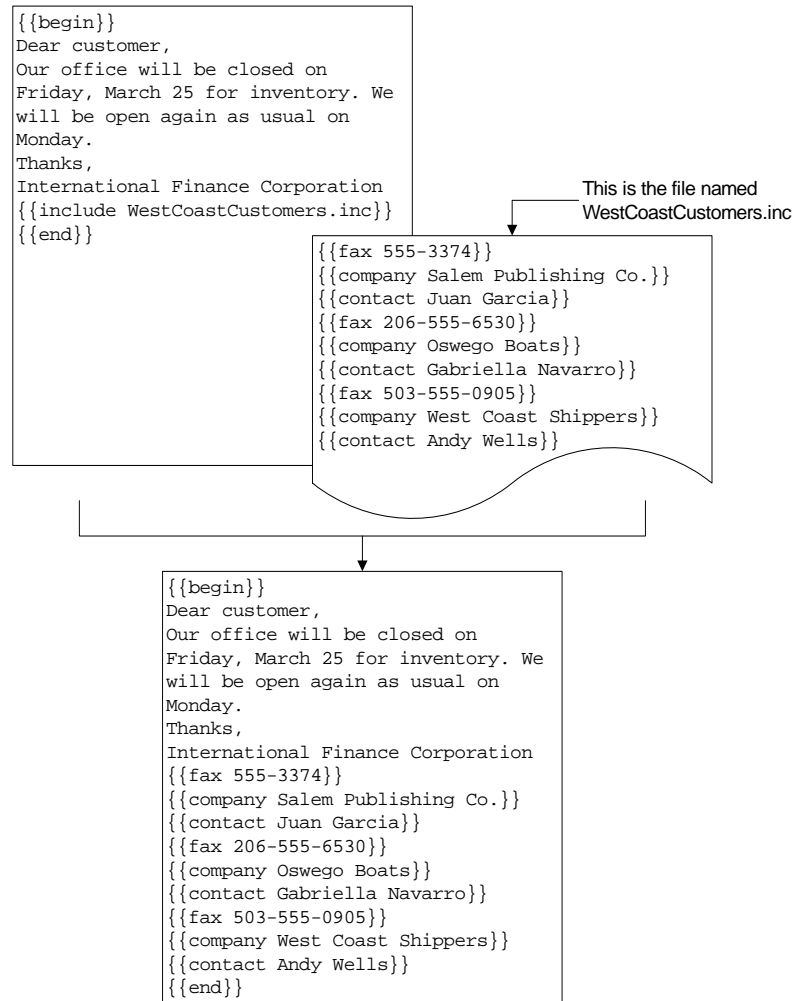 {{begin}}
Dear customer,
Our office will be closed on
Friday, March 25 for inventory. We
will be open again as usual on
Monday.
Thanks,
International Finance Corporation
{{include WestCoastCustomers.inc}}
{{end}}
This is the file named
WestCoastCustomers.inc
{{fax 555-3374}}
{{company Salem Publishing Co.}}
{{contact Juan Garcia}}
{{fax 206-555-6530}}
{{company Oswego Boats}}
{{contact Gabriella Navarro}}
{{fax 503-555-0905}}
{{company West Coast Shippers}}
{{contact Andy Wells}}
{{begin}}
Dear customer,
Our office will be closed on
Friday, March 25 for inventory. We
will be open again as usual on
Monday.
Thanks,
International Finance Corporation
{{fax 555-3374}}
{{company Salem Publishing Co.}}
{{contact Juan Garcia}}
{{fax 206-555-6530}}
{{company Oswego Boats}}
{{contact Gabriella Navarro}}
{{fax 503-555-0905}}
{{company West Coast Shippers}}
{{contact Andy Wells}}
{{end}}